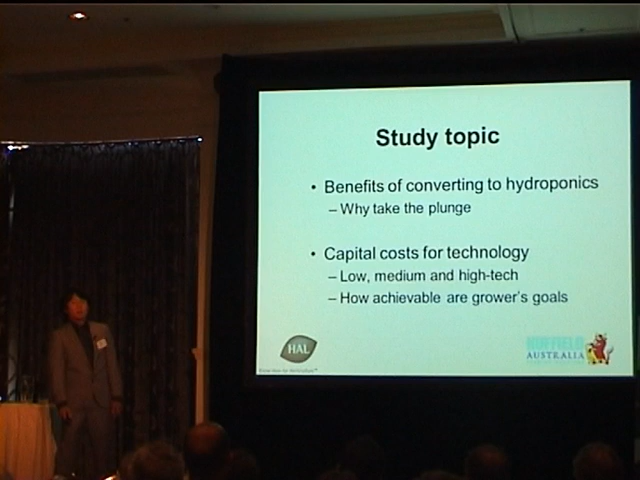 Study topic
• Benefits of converting to hydroponics
– Why take the plunge
• Capital costs for technology
– Low, medium and high-tech
– How achievable are grower's goals
HAL
NUFFIELD
AUSTRALIA